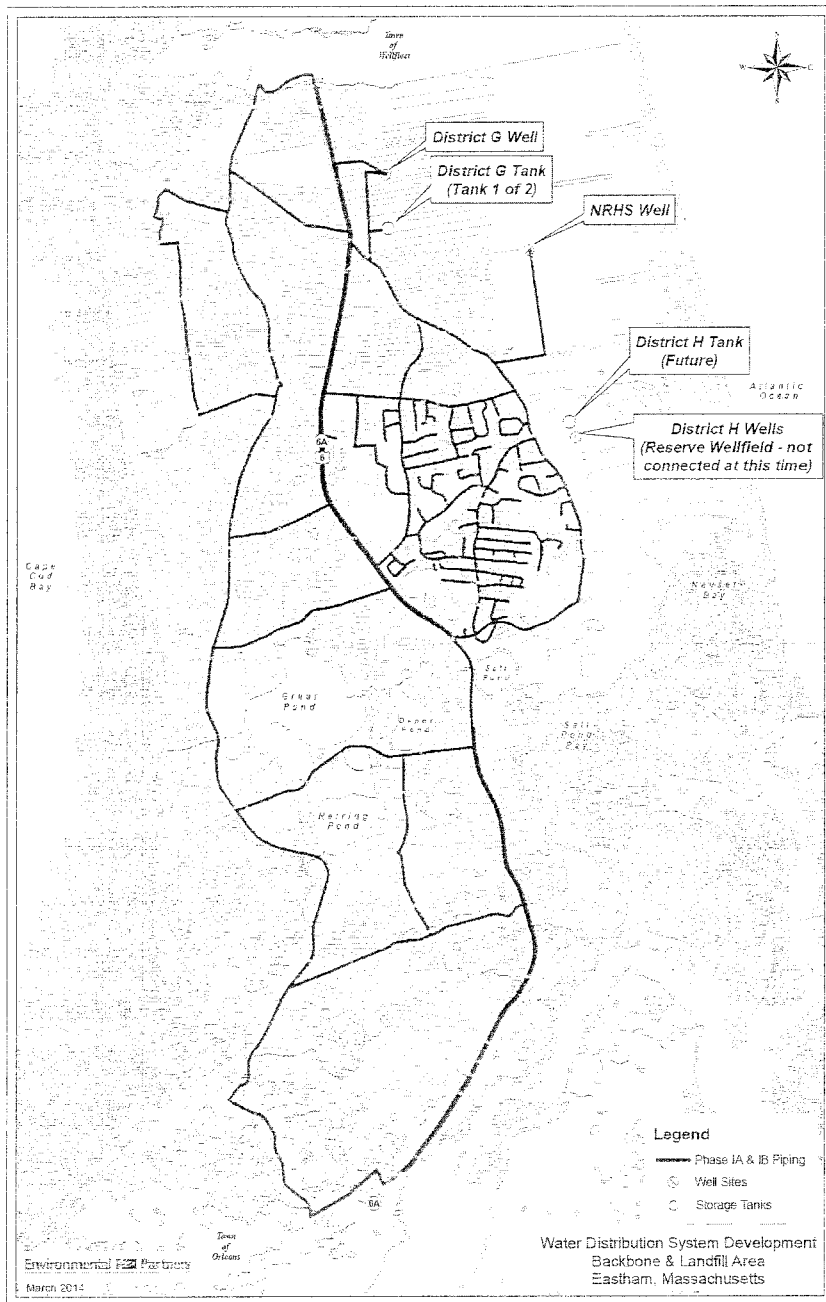 Town
of
Wellfleet
N
W
E
S
District G Well
District G Tank
(Tank 1 of 2)
NRHS Well
District H Tank
(Future)
Atlantic
Ocean
District H Wells
(Reserve Wellfield - not
connected at this time)
6A
6
Cape
Cod
Bay
Nauset
Bay
Salt
Pond
Great
Pond
Depot
Pond
Salt
Pond
Bay
Herring
Pond
6A
Town
of
Orleans
Legend
Phase IA & IB Piping
Well Sites
Storage Tanks
Water Distribution System Development
Backbone & Landfill Area
Eastham, Massachusetts
Environmental Partners
March 2014